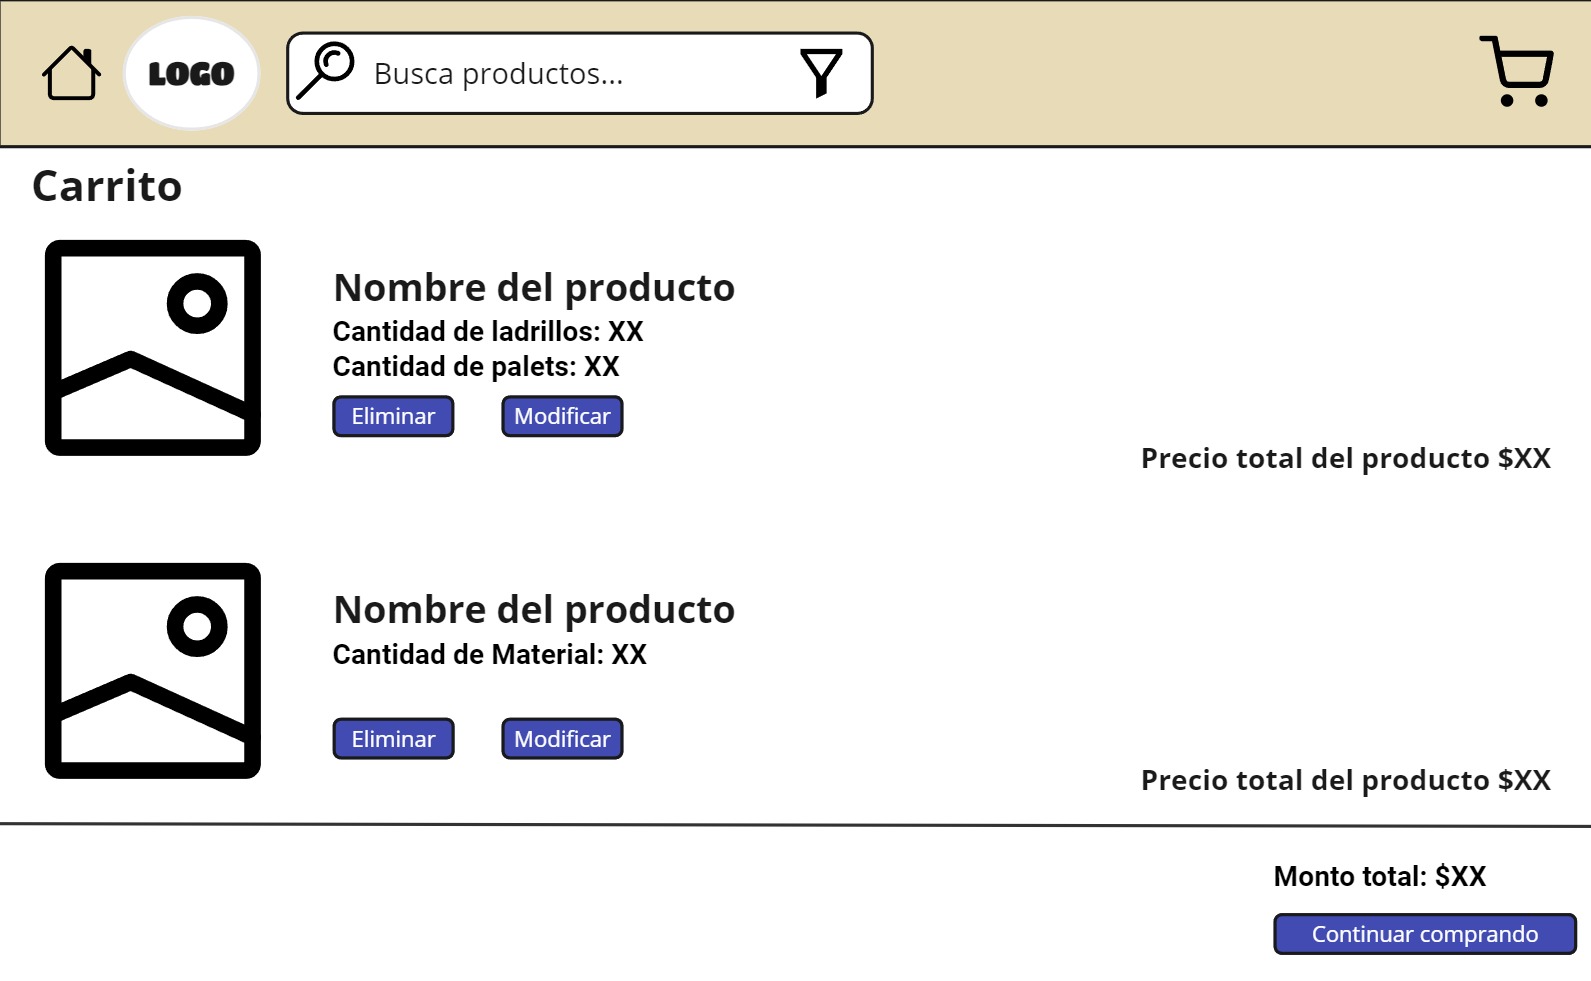 LOGO
Busca productos...
Carrito
Nombre del producto
Cantidad de ladrillos: XX
Cantidad de palets: XX
Eliminar
Modificar
Precio total del producto $XX
Nombre del producto
Cantidad de Material: XX
Eliminar
Modificar
Precio total del producto $XX
Monto total: $XX
Continuar comprando